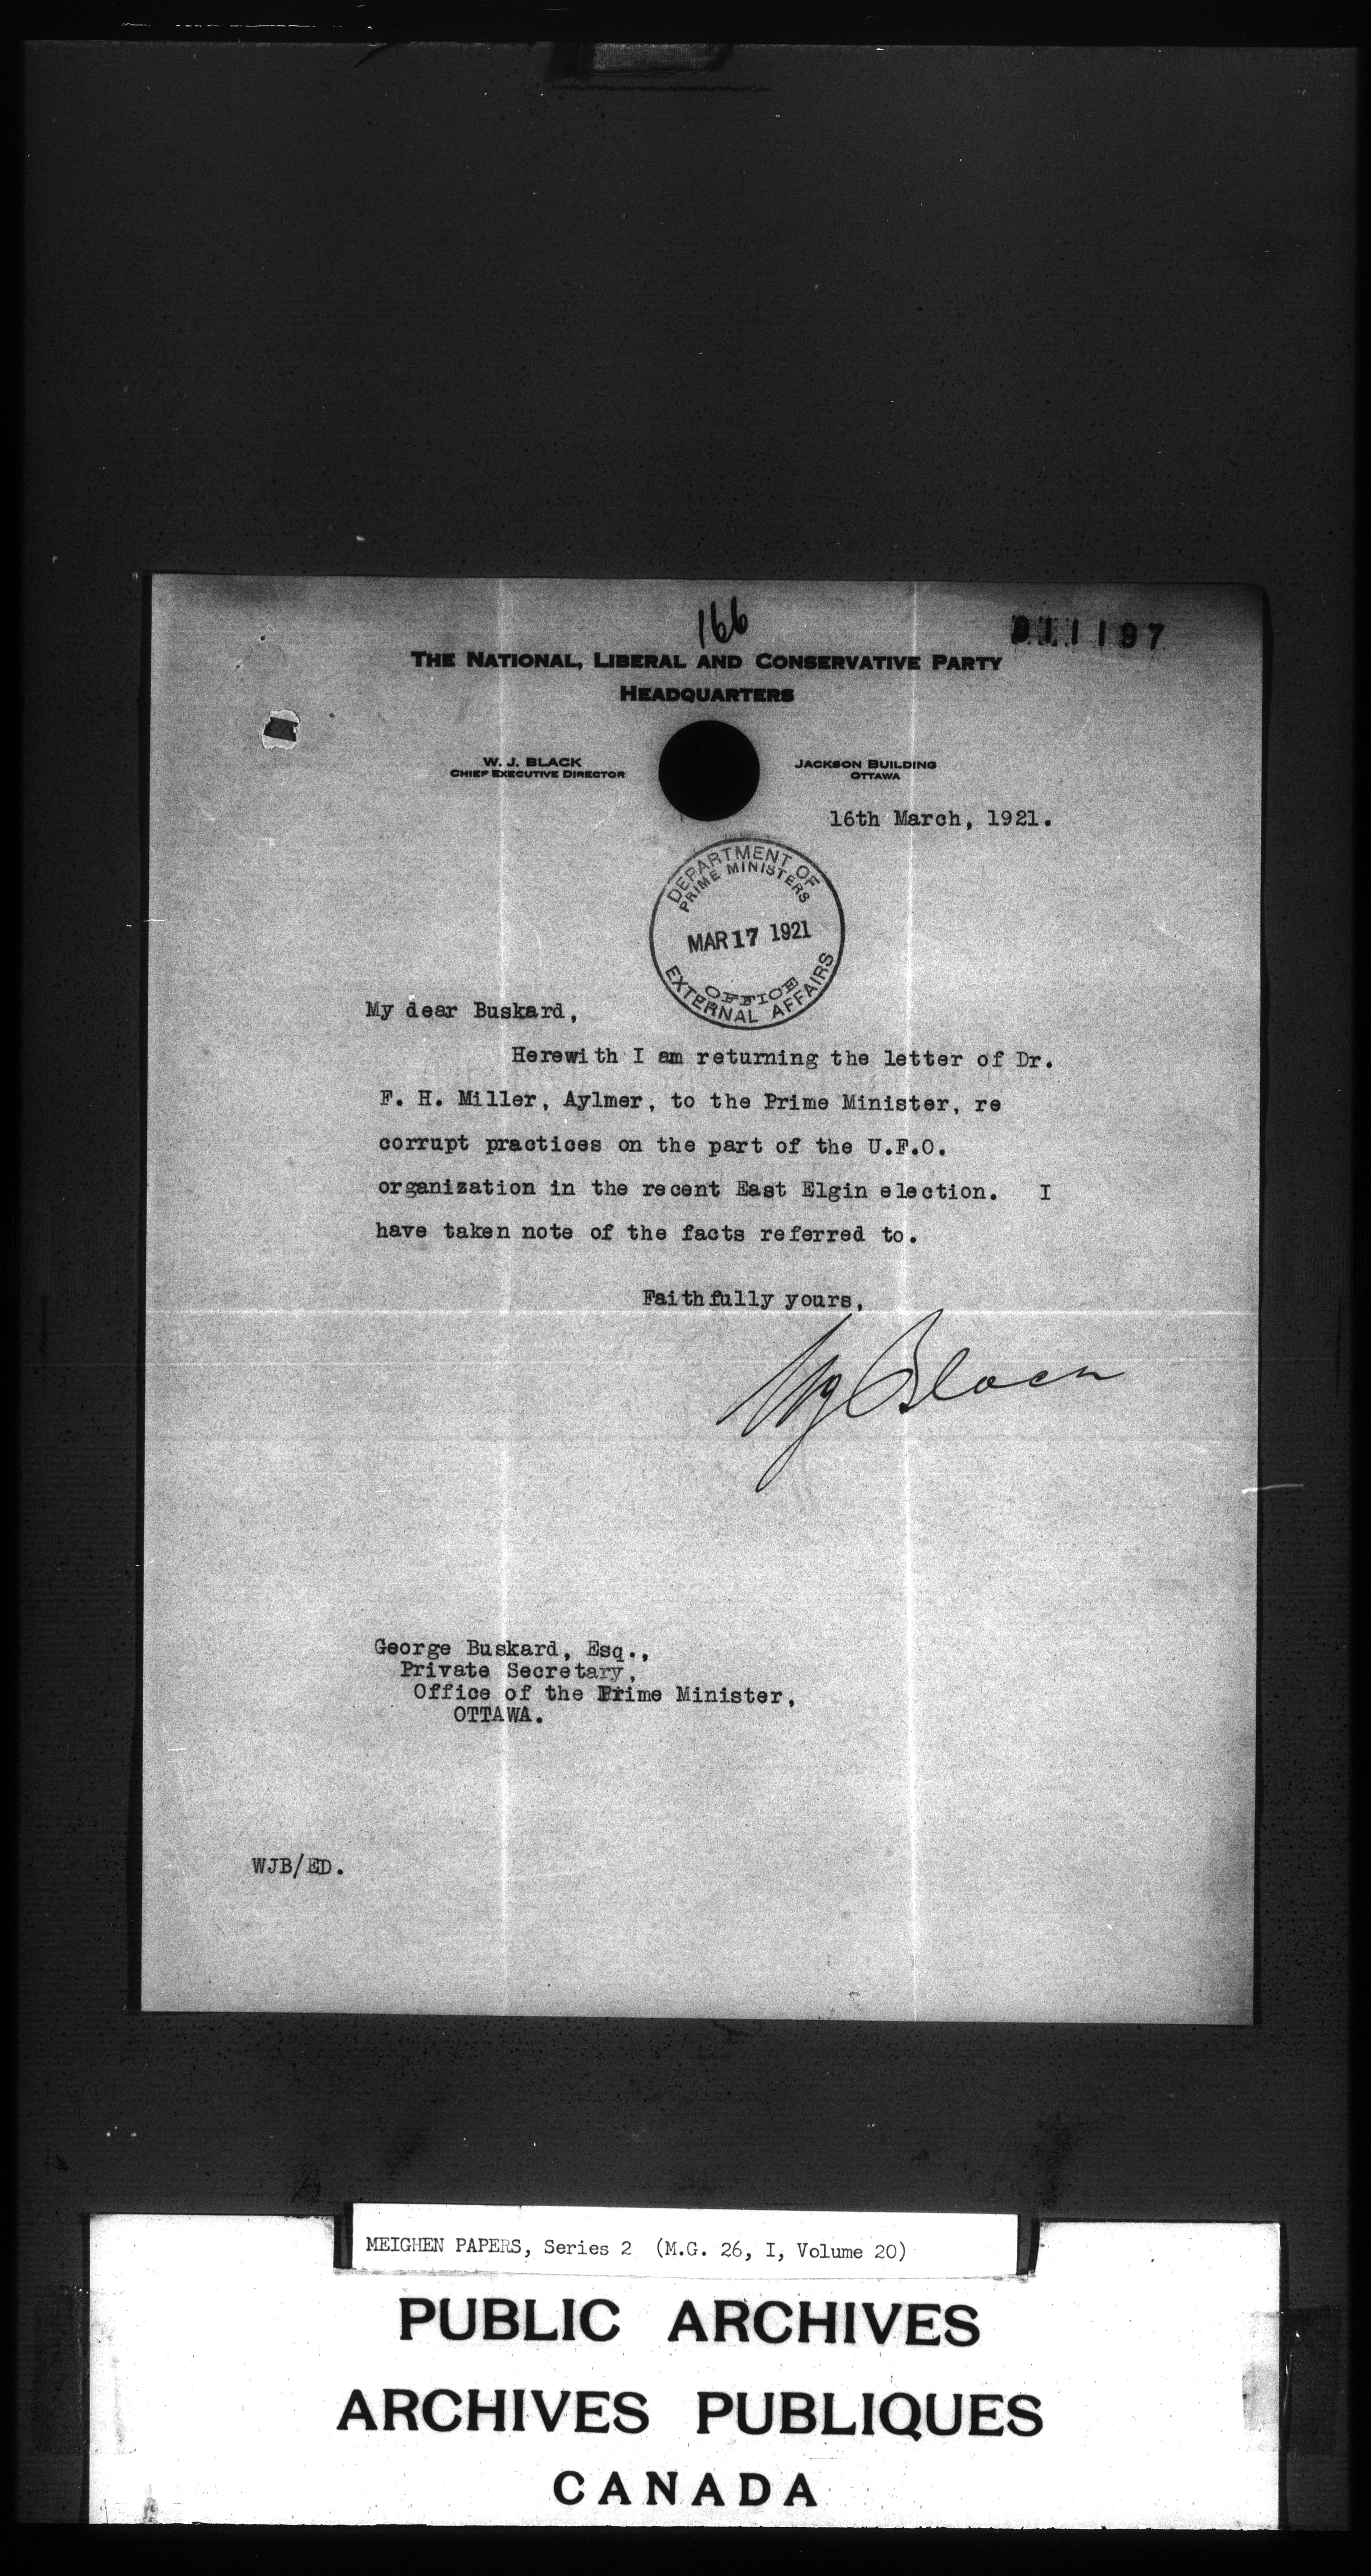 166
011197
THE NATIONAL, LIBERAL AND CONSERVATIVE PARTY
HEADQUARTERS
W. J. BLACK
CHIEF EXECUTIVE DIRECTOR
JACKSON BUILDING
OTTAWA
16th March, 1921.
DEPARTMENT OF
PRIME MINISTERS
MAR 17 1921
OFFICE
EXTERNAL AFFAIRS
My dear Buskard,
Herewith I am returning the letter of Dr.
F. H. Miller, Aylmer, to the Prime Minister, re
corrupt practices on the part of the U.F.O.
organization in the recent East Elgin election. I
have taken note of the facts referred to.
Faithfully yours,
WJ Black
George Buskard, Esq.,
Private Secretary,
Office of the Prime Minister,
OTTAWA.
WJB/ED.
MEIGHEN PAPERS, Series 2 (M.G. 26, I, Volume 20)
PUBLIC ARCHIVES
ARCHIVES PUBLIQUES
CANADA